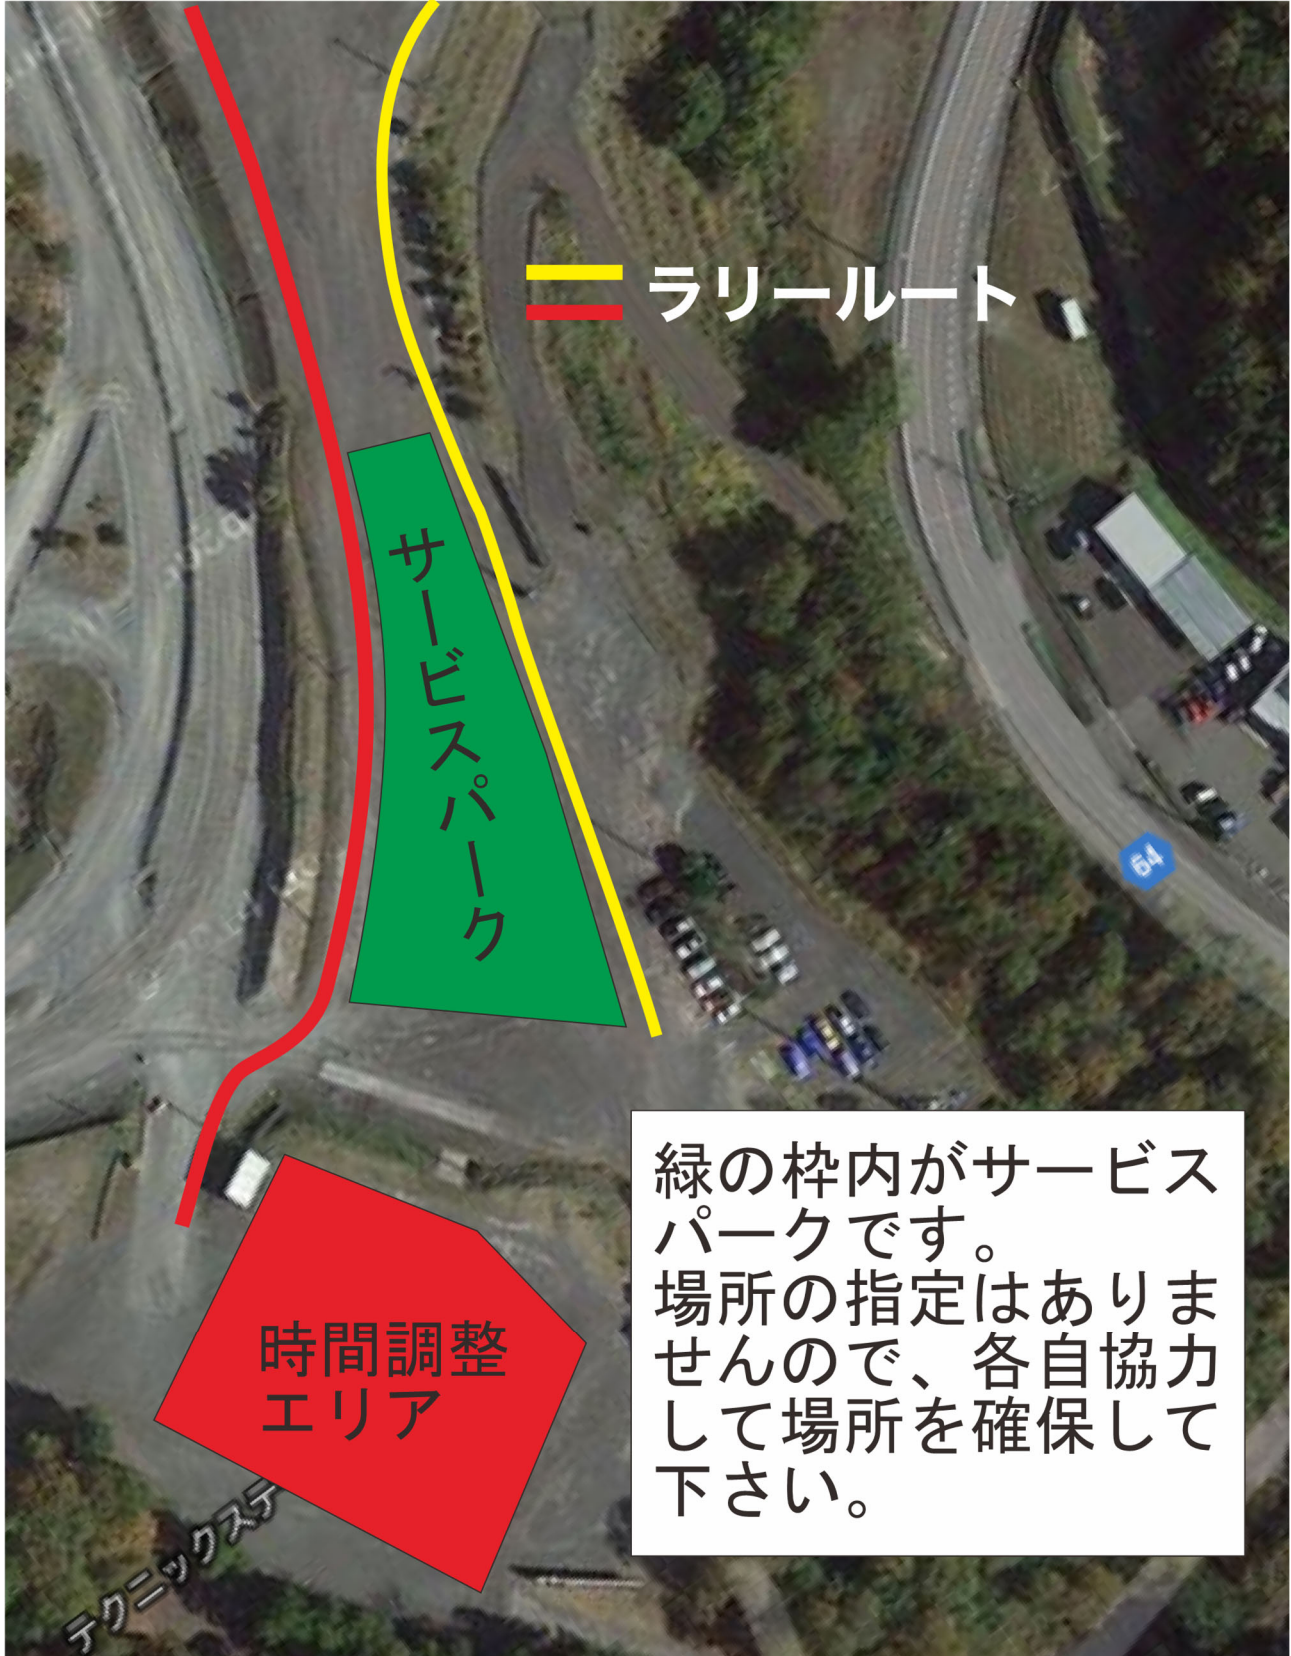 ラリールート
サービスパーク
64
緑の枠内がサービス
パークです。
場所の指定はありま
せんので、各自協力
して場所を確保して
下さい。
時間調整
エリア
テクニックステ